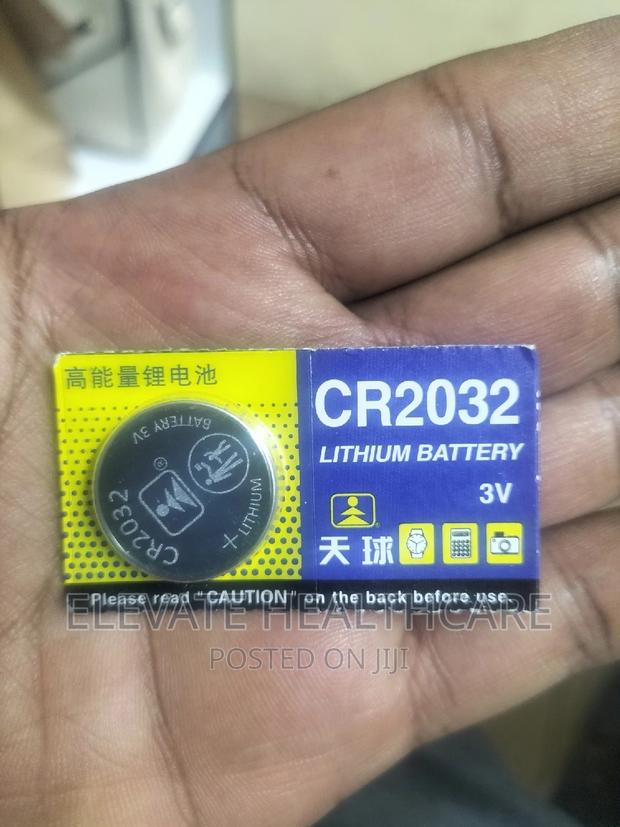 高能量锂电池
BATTERY 3V
CR2032
®
+ LITHIUM
CR2032
LITHIUM BATTERY
3V
®
天球
Please read "CAUTION" on the back before use.
ELEVATE HEALTHCARE
POSTED ON JIJI